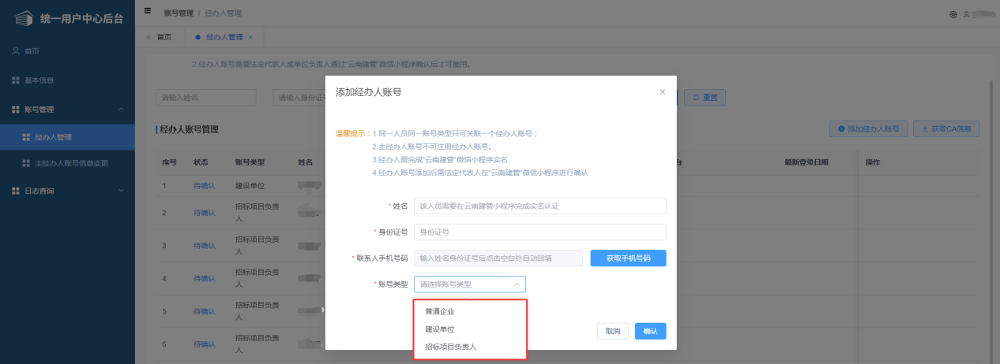 统一用户中心后台
账号管理 / 经办人管理
首页
经办人管理 ×
首页
基本信息
账号管理
经办人管理
主经办人账号信息变更
日志查询
2.经办人账号需要法定代表人或单位负责人通过"云南建管"微信小程序确认后才可使用。
请输入姓名
请输入身份证
重置
经办人账号管理
添加经办人账号
获取CA信息
序号 状态 账号类型 姓名 最新登录日期 操作
1 待确认 建设单位
2 待确认 招标项目负责人
3 待确认 招标项目负责人
4 待确认 招标项目负责人
5 待确认 招标项目负责人
6 待确认 招标项目负责人
添加经办人账号
温馨提示：1.同一人员同一账号类型只可关联一个经办人账号；
2.主经办人账号不可注册经办人账号。
3.经办人需完成"云南建管"微信小程序实名
4.经办人账号添加后需法定代表人在"云南建管"微信小程序进行确认
* 姓名 该人员需要在云南建管小程序完成实名认证
* 身份证号 身份证号
* 联系人手机号码 输入姓名身份证号后点击空白处自动回填 获取手机号码
* 账号类型 请选择账号类型
普通企业
建设单位
招标项目负责人
取消 确认